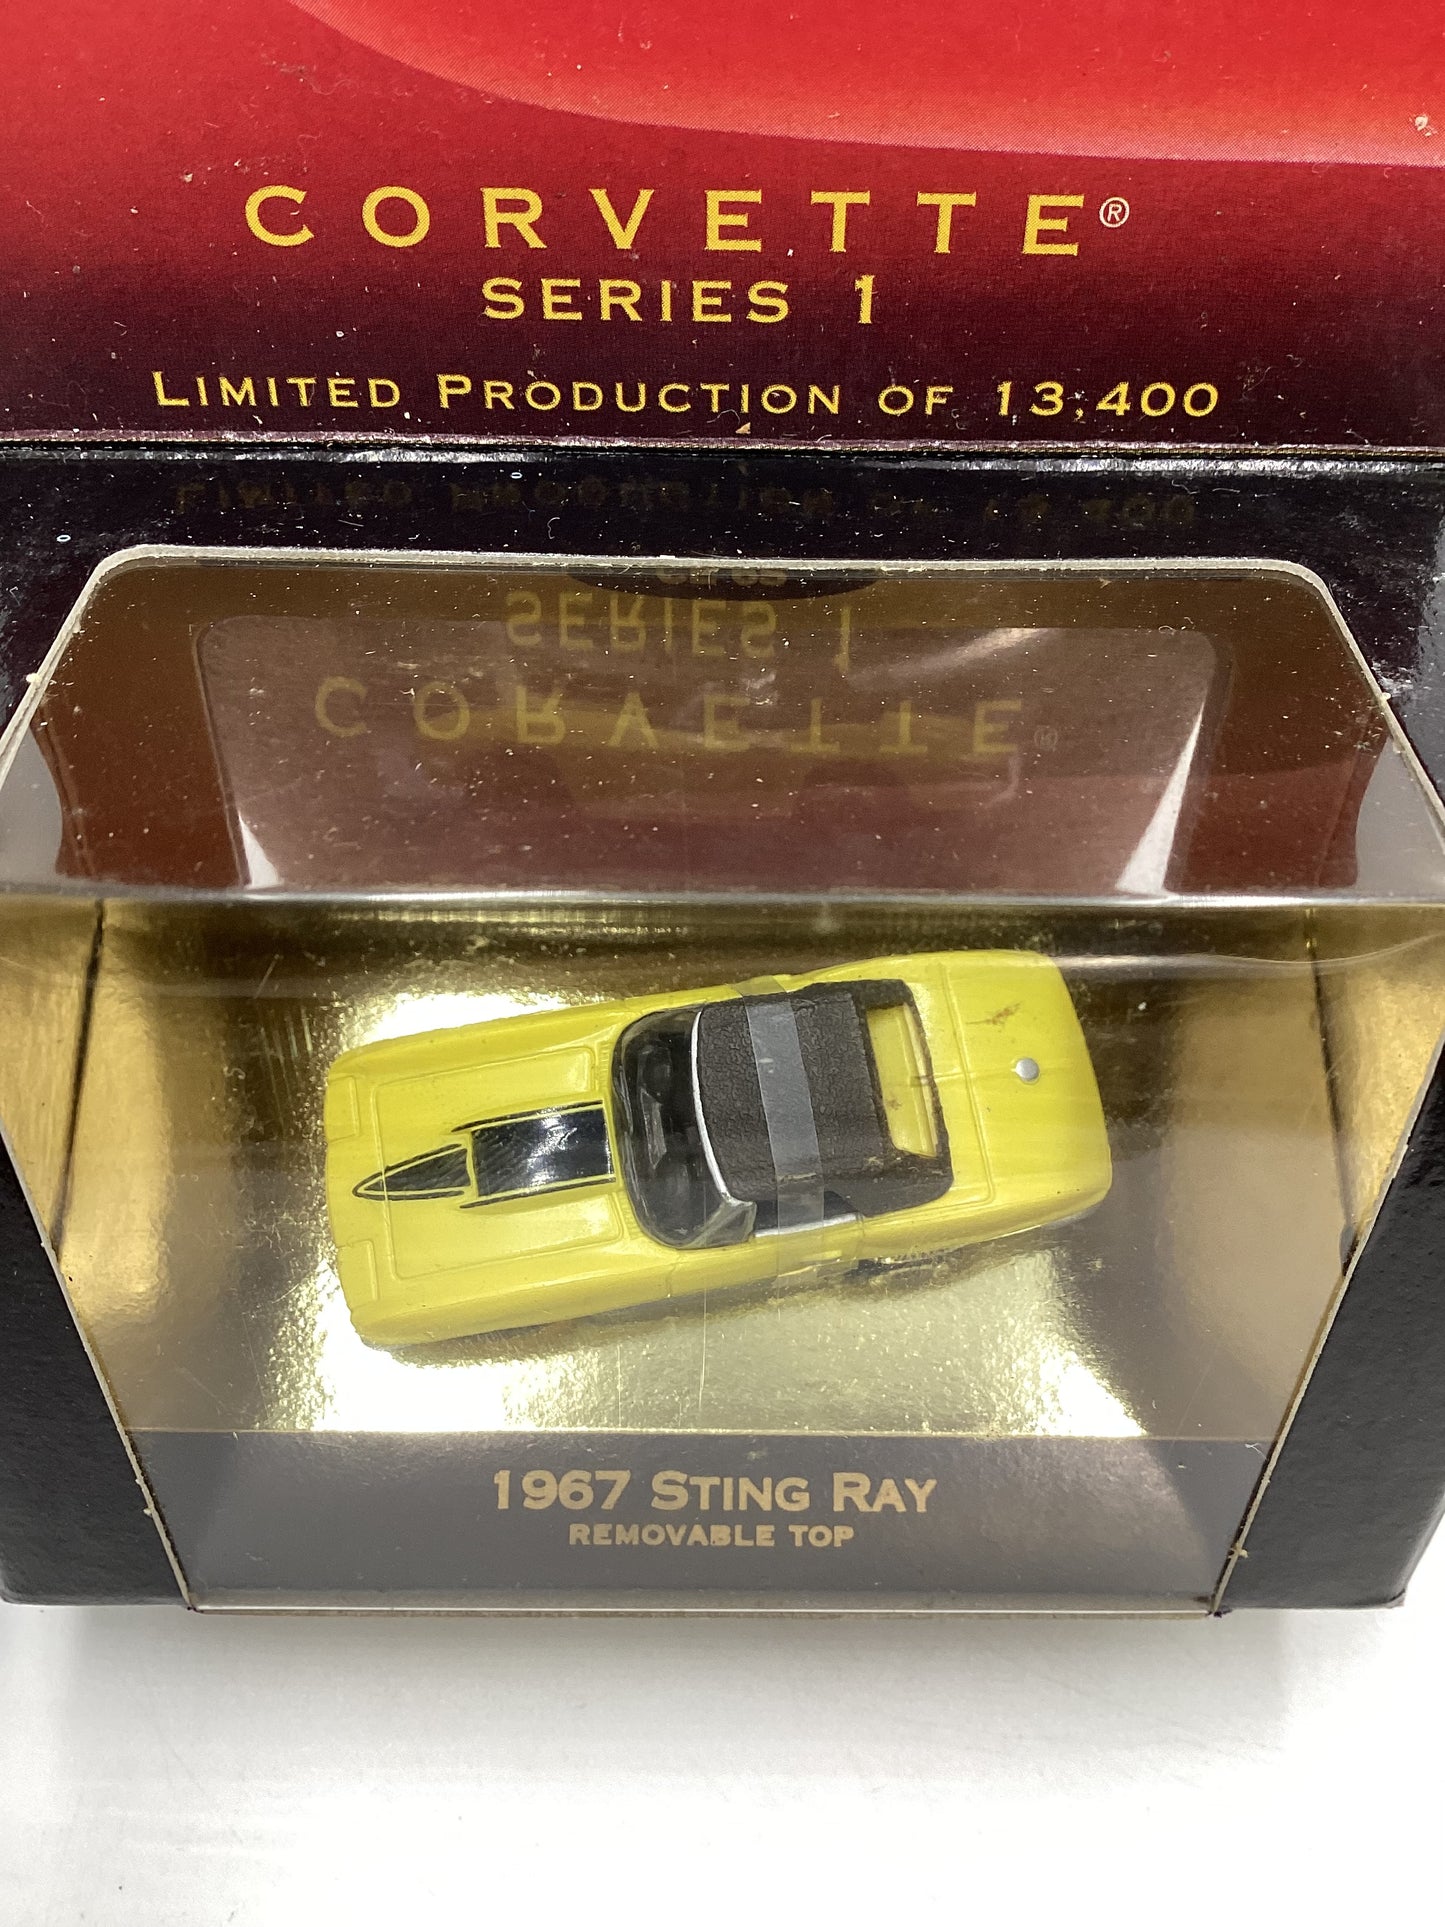 CORVETTE®
SERIES 1
LIMITED PRODUCTION OF 13,400
1967 STING RAY
REMOVABLE TOP